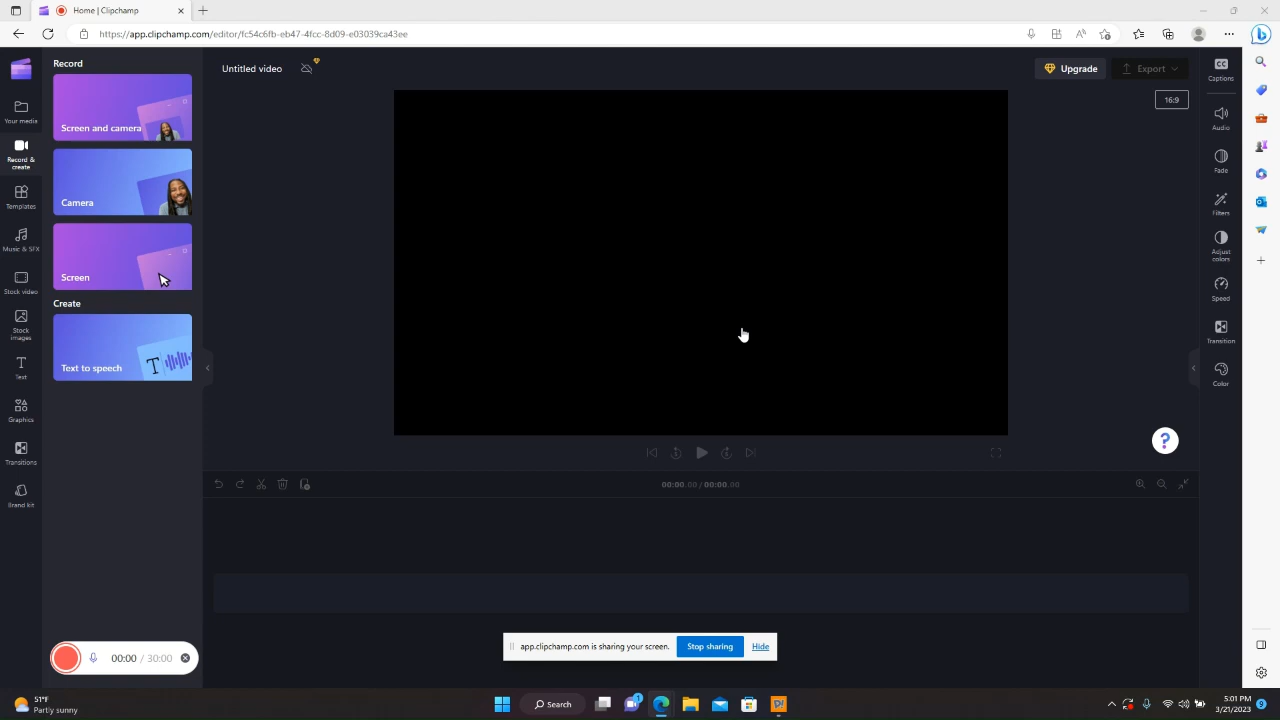 Home | Clipchamp
https://app.clipchamp.com/editor/fc54c6fb-eb47-4fcc-8d09-e03039ca43ee
Record
Untitled video
Upgrade
Export
16:9
Your media
Record &
create
Templates
Music & SFX
Stock video
Stock
images
Text
Graphics
Transitions
Brand kit
Screen and camera
Camera
Screen
Create
Text to speech
CC
Captions
Audio
Fade
Filters
Adjust
colors
Speed
Transition
Color
?
00:00.00 / 00:00.00
app.clipchamp.com is sharing your screen.
Stop sharing
Hide
00:00 / 30:00
51°F
Partly sunny
Search
5:01 PM
3/21/2023